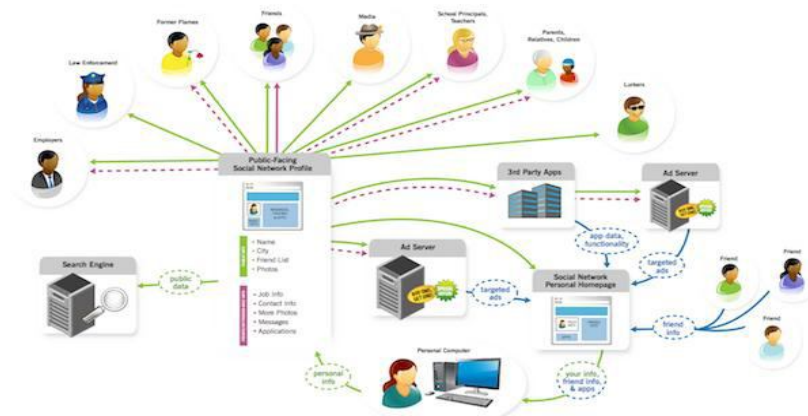 Friends
Media
School Principals,
Teachers
Former Flames
Parents,
Relatives, Children
Law Enforcement
Lurkers
Employers
Public-Facing
Social Network Profile
3rd Party Apps
Ad Server
• Name
• City
• Friend List
• Photos
Ad Server
app data,
functionality
Search Engine
public
data
targeted
ads
Friend
Friend
Social Network
Personal Homepage
• Job Info
• Contact Info
• More Photos
• Messages
• Applications
targeted
ads
friend
info
Friend
Personal Computer
personal
info
your info,
friend info,
& apps